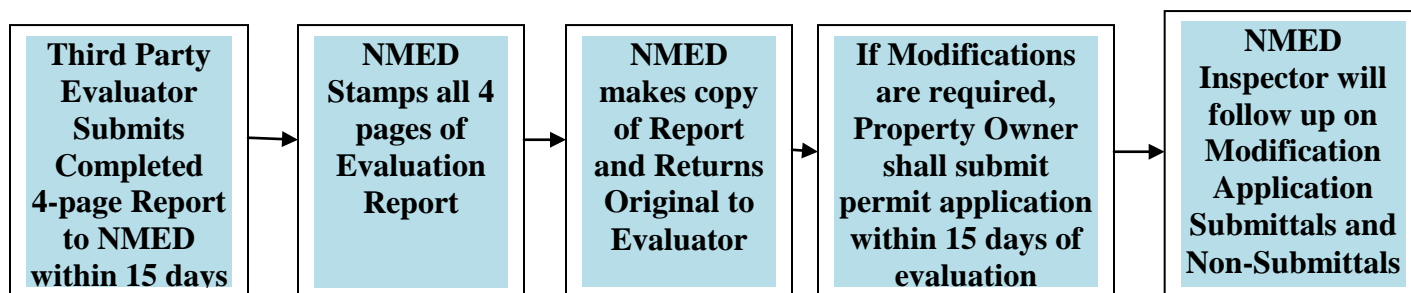 Third Party
Evaluator
Submits
Completed
4-page Report
to NMED
within 15 days
NMED
Stamps all 4
pages of
Evaluation
Report
NMED
makes copy
of Report
and Returns
Original to
Evaluator
If Modifications
are required,
Property Owner
shall submit
permit application
within 15 days of
evaluation
NMED
Inspector will
follow up on
Modification
Application
Submittals and
Non-Submittals